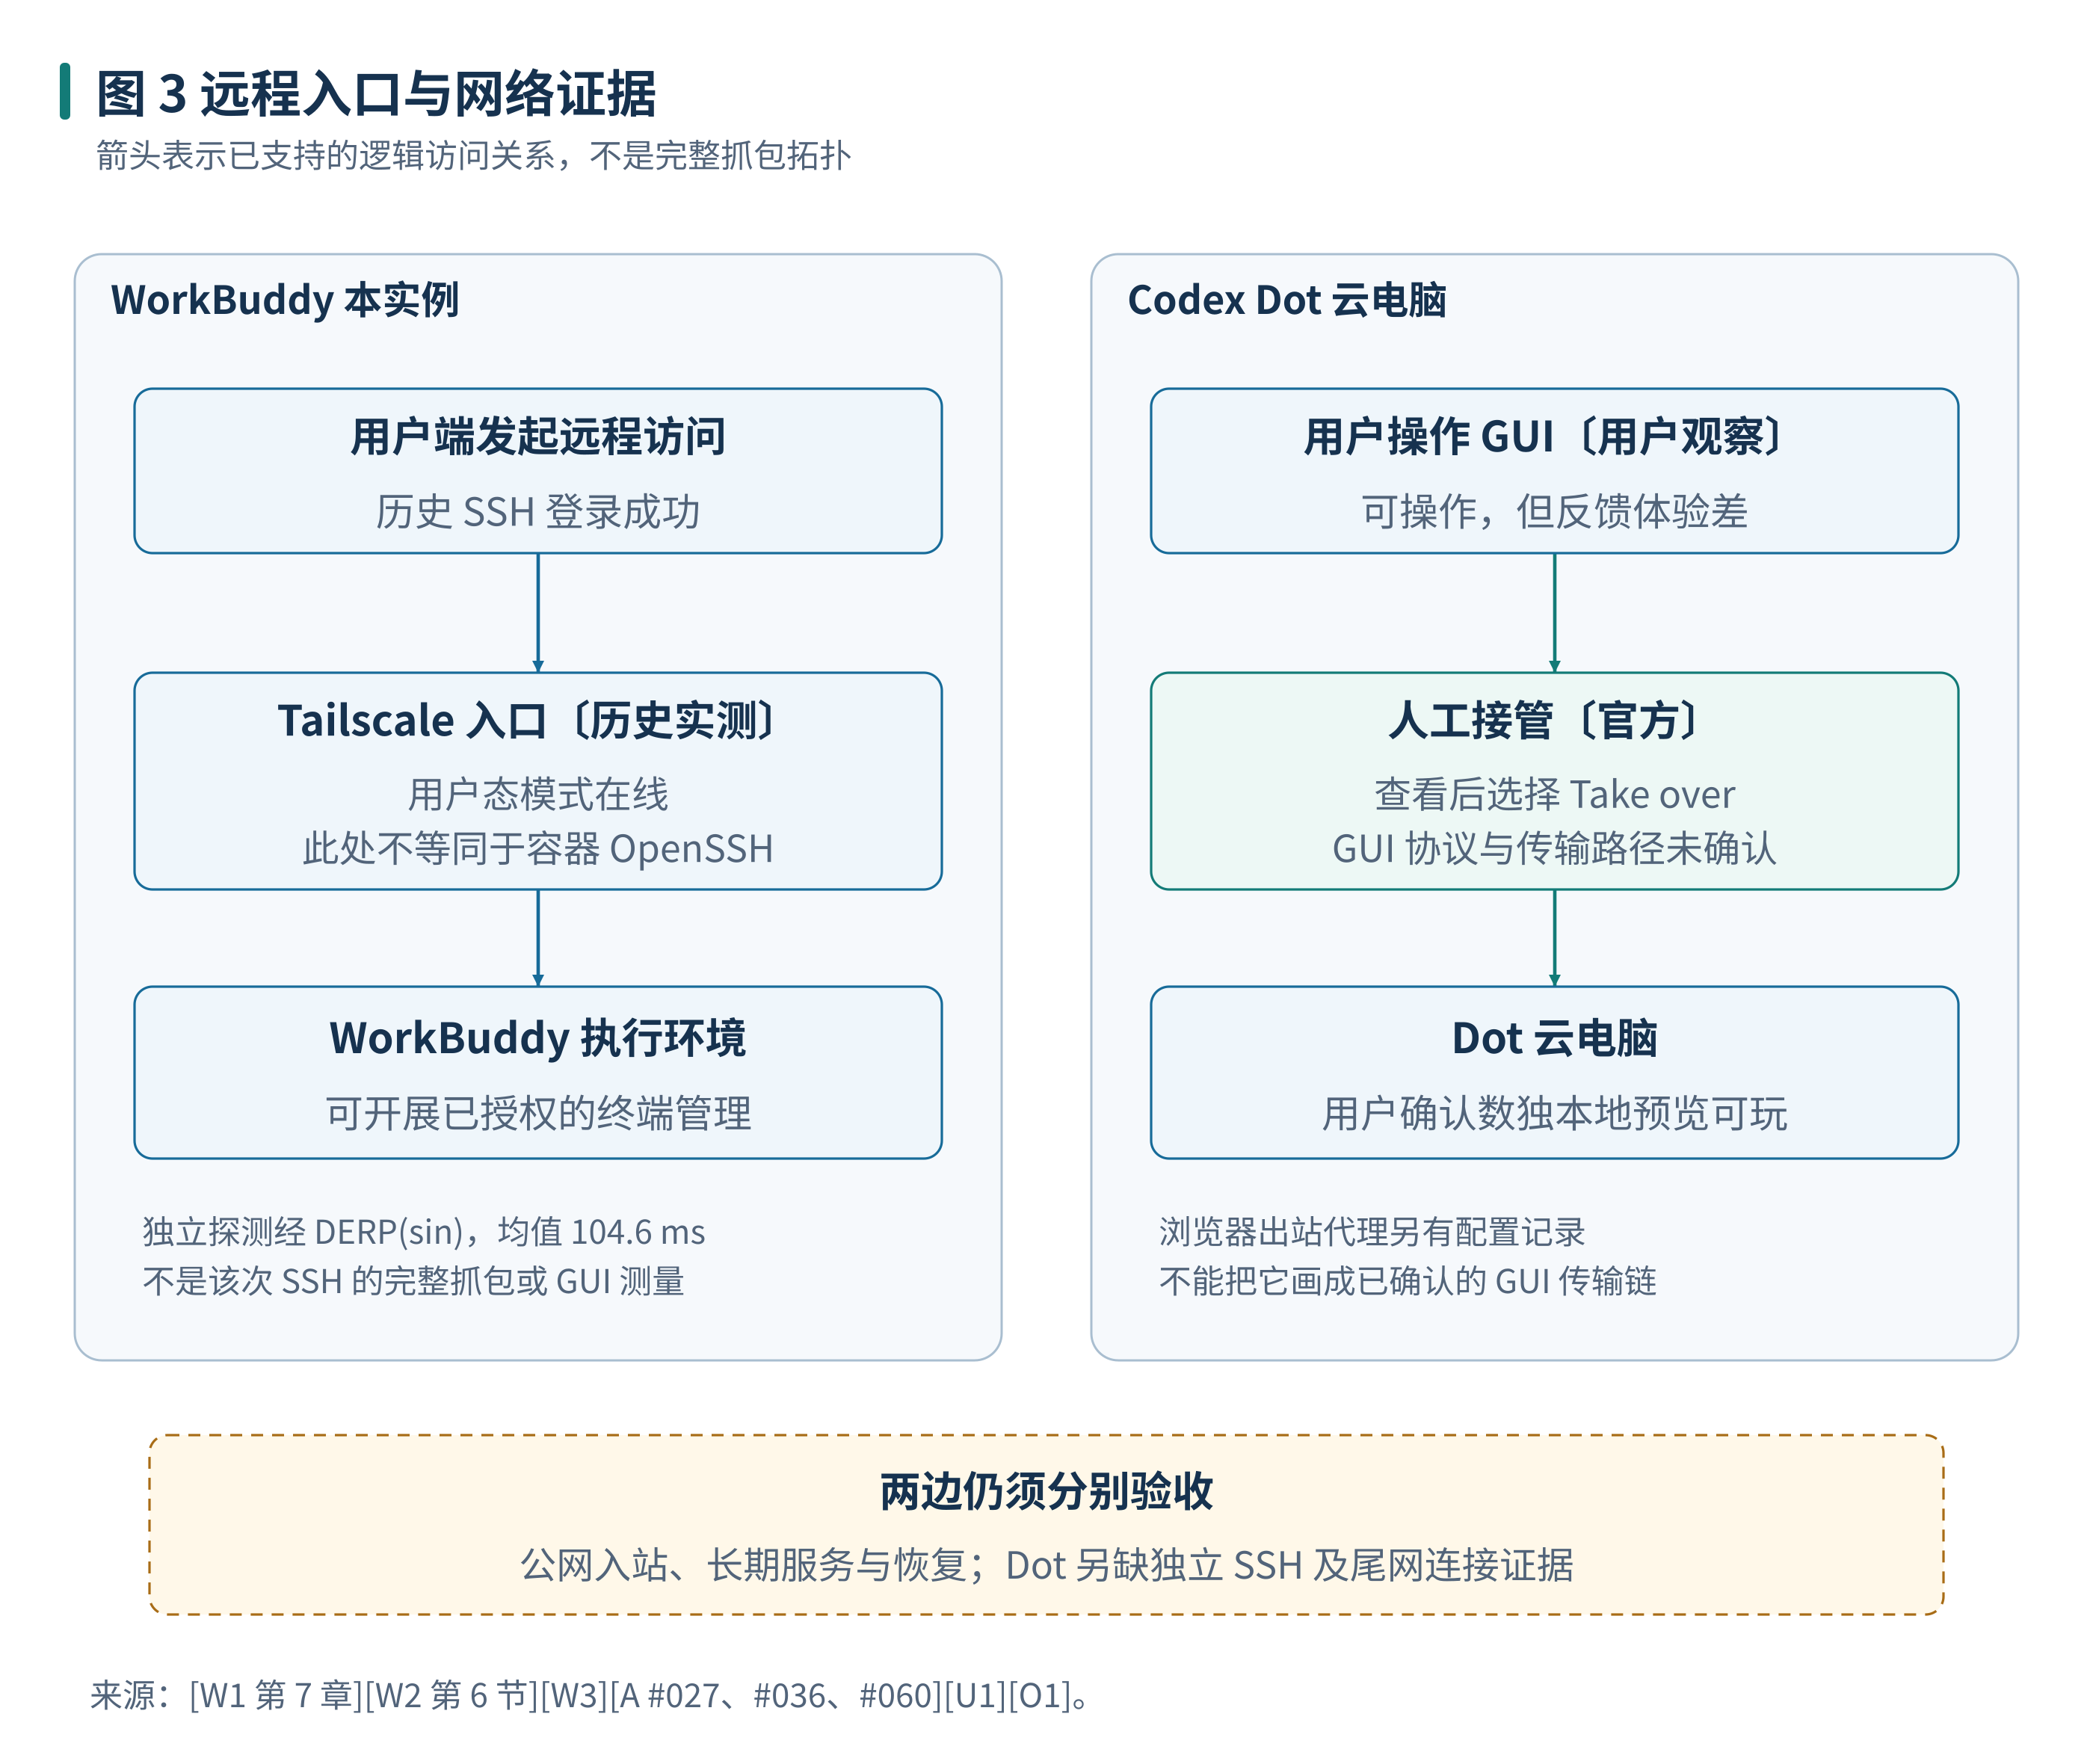 图 3 远程入口与网络证据
箭头表示已支持的逻辑访问关系，不是完整抓包拓扑
WorkBuddy 本实例
用户端发起远程访问
历史 SSH 登录成功
Tailscale 入口〔历史实测〕
用户态模式在线
此处不等同于容器 OpenSSH
WorkBuddy 执行环境
可开展已授权的终端管理
独立探测经 DERP(sin)，均值 104.6 ms
不是该次 SSH 的完整抓包或 GUI 测量
Codex Dot 云电脑
用户操作 GUI〔用户观察〕
可操作，但反馈体验差
人工接管〔官方〕
查看后选择 Take over
GUI 协议与传输路径未确认
Dot 云电脑
用户确认数独本地预览可玩
浏览器出站代理另有配置记录
不能把它画成已确认的 GUI 传输链
两边仍须分别验收
公网入站、长期服务与恢复；Dot 另缺独立 SSH 及尾网连接证据
来源：[W1 第 7 章][W2 第 6 节][W3][A #027、#036、#060][U1][O1]。